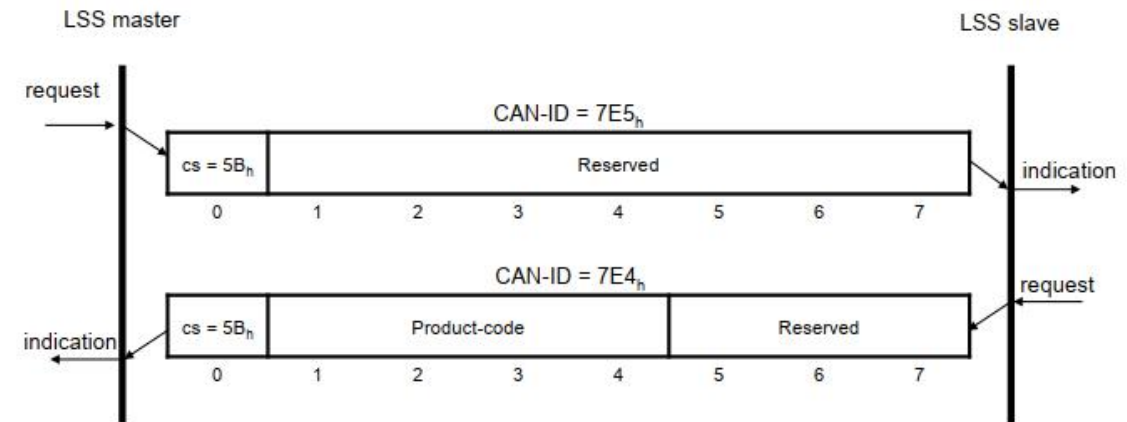 LSS master LSS slave
request
CAN-ID = 7E5h
cs = 5Bh Reserved
indication
0 1 2 3 4 5 6 7
CAN-ID = 7E4h
request
cs = 5Bh Product-code Reserved
indication
0 1 2 3 4 5 6 7